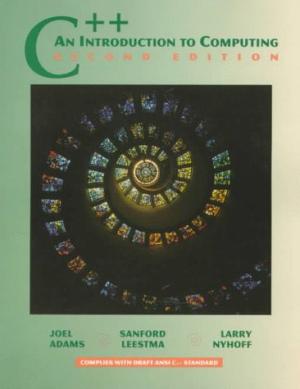 C++
AN INTRODUCTION TO COMPUTING
SECOND EDITION
JOEL ADAMS
SANFORD LEESTMA
LARRY NYHOFF
COMPLIES WITH DRAFT ANSI C++ STANDARD